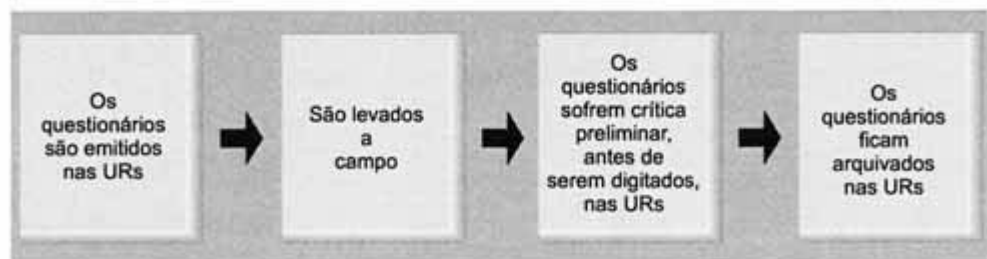 Os
questionários
são emitidos
nas URs
São levados
a
campo
Os
questionários
sofrem crítica
preliminar,
antes de
serem digitados,
nas URs
Os
questionários
ficam
arquivados
nas URs